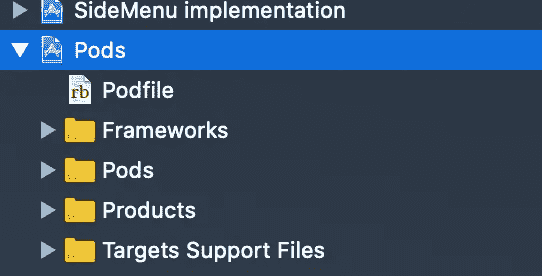 SideMenu implementation
Pods
rb Podfile
Frameworks
Pods
Products
Targets Support Files